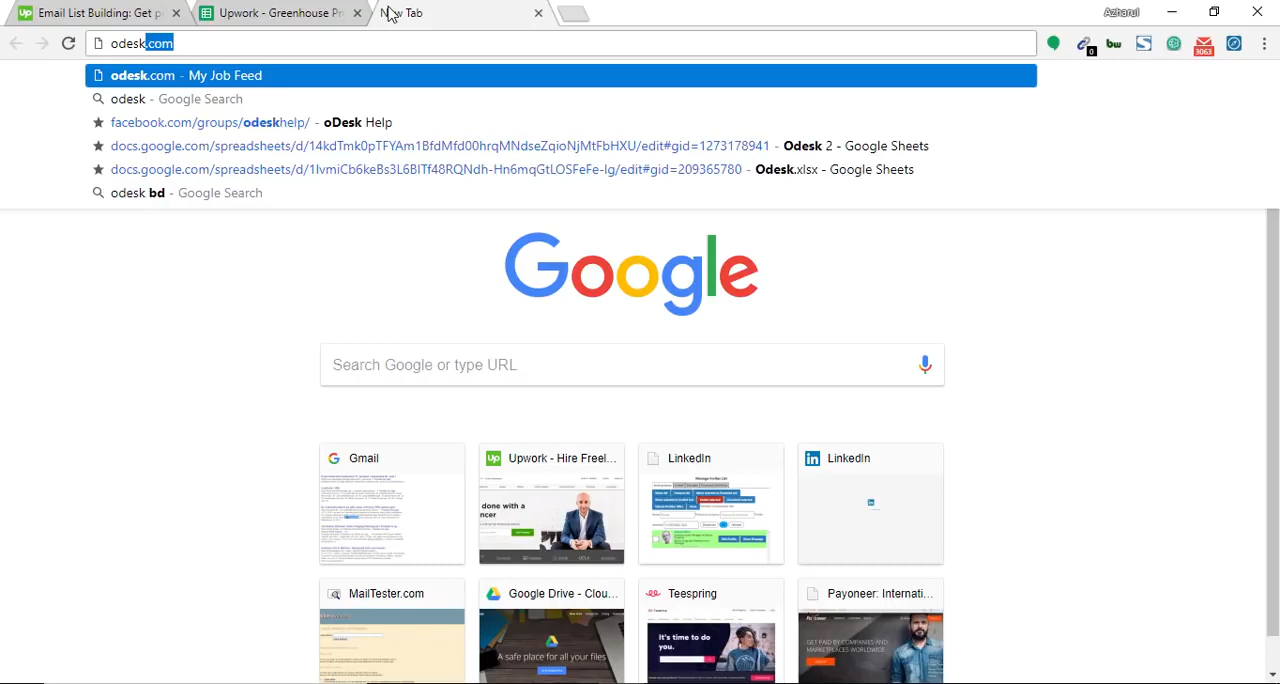 Email List Building: Get p
Upwork - Greenhouse Pr
New Tab
Azharul
odesk.com
0
bw
3063
odesk.com - My Job Feed
odesk - Google Search
facebook.com/groups/odeskhelp/ - oDesk Help
docs.google.com/spreadsheets/d/14kdTmk0pTFYAm1BfdMfd00hrqMNdseZqioNjMtFbHXU/edit#gid=1273178941 - Odesk 2 - Google Sheets
docs.google.com/spreadsheets/d/1lvmiCb6keBs3L6BITf48RQNdh-Hn6mqGtLOSFeFe-Ig/edit#gid=209365780 - Odesk.xlsx - Google Sheets
odesk bd - Google Search
Google
Search Google or type URL
Gmail
Upwork - Hire Freel...
LinkedIn
LinkedIn
done with a
ncer
MailTester.com
Google Drive - Clou...
Teespring
Payoneer: Internati...
A safe place for all your files
It's time to do
you.
GET PAID BY COMPANIES AND
MARKETPLACES WORLDWIDE